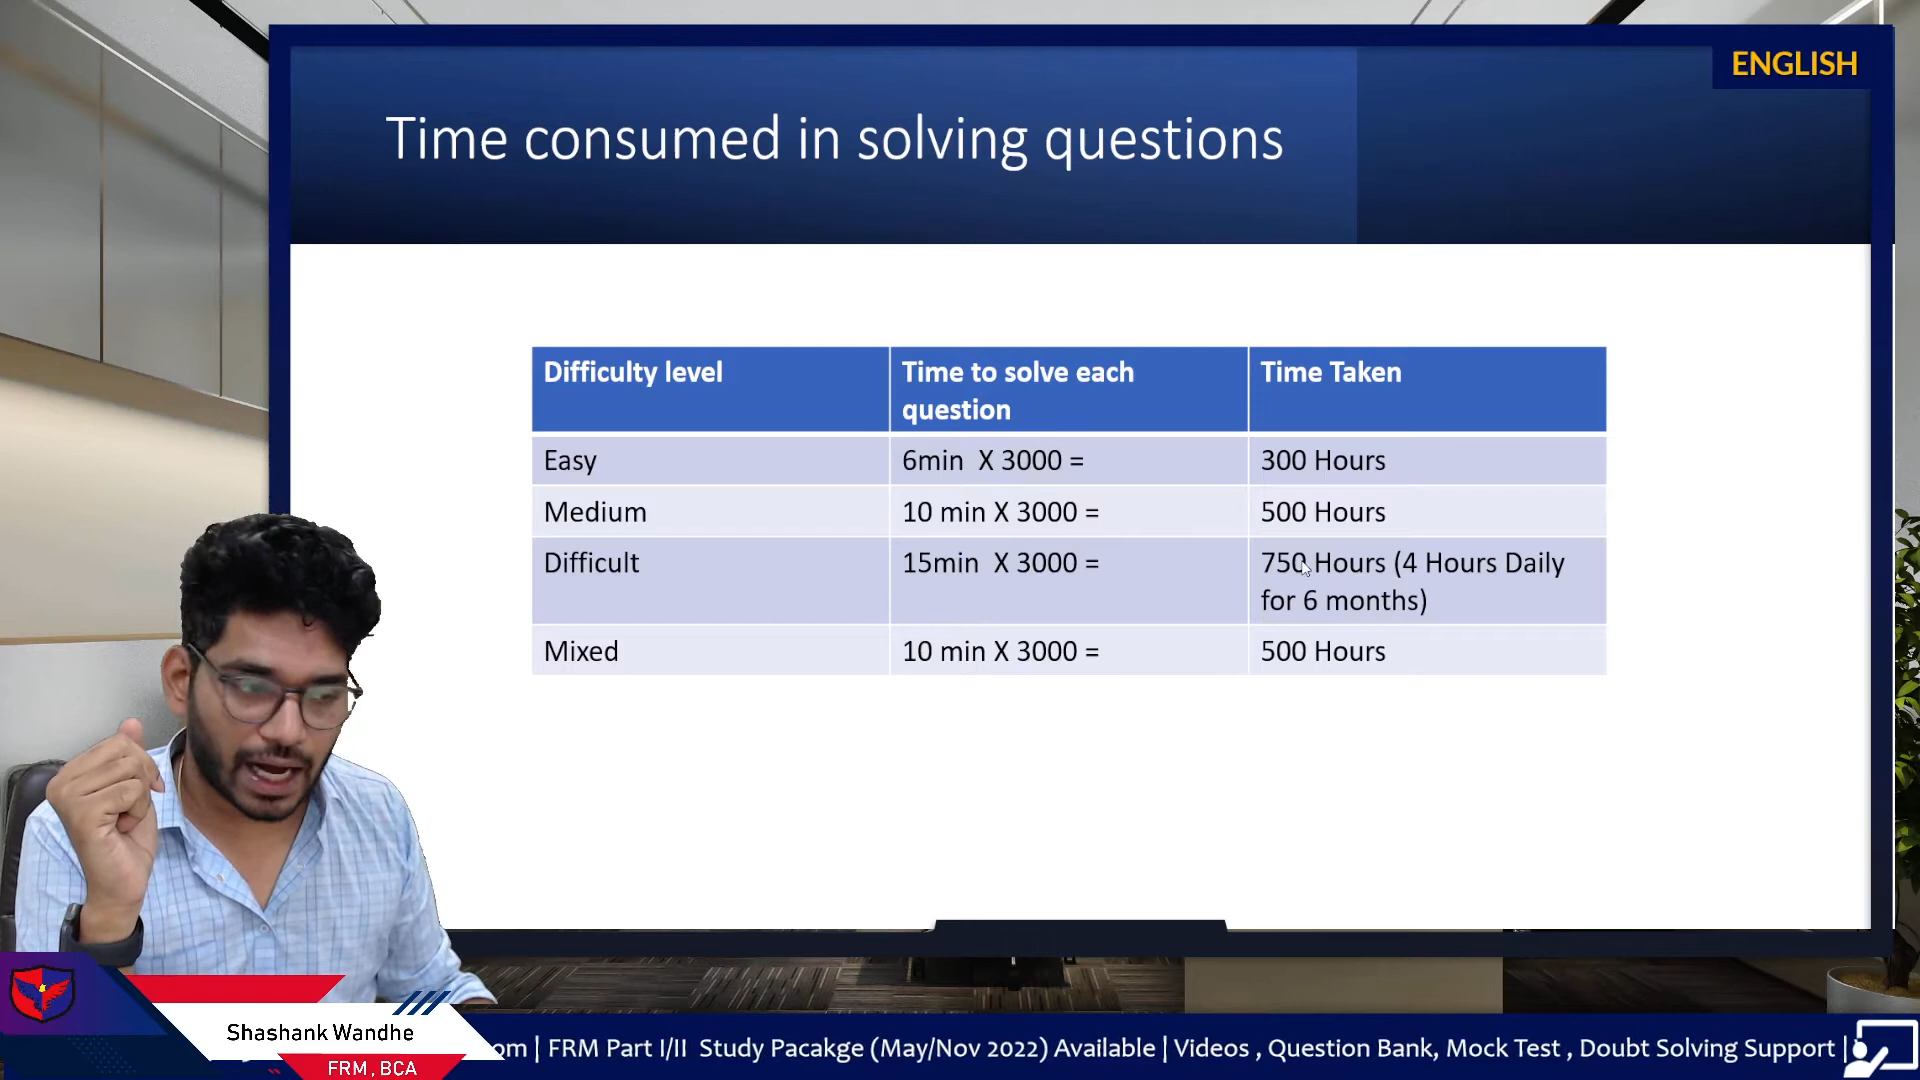 ENGLISH
Time consumed in solving questions
Difficulty level
Time to solve each
question
Time Taken
Easy
6min X 3000 =
300 Hours
Medium
10 min X 3000 =
500 Hours
Difficult
15min X 3000 =
750 Hours (4 Hours Daily
for 6 months)
Mixed
10 min X 3000 =
500 Hours
Shashank Wandhe
FRM, BCA
om | FRM Part I/II Study Pacakge (May/Nov 2022) Available | Videos , Question Bank, Mock Test , Doubt Solving Support |